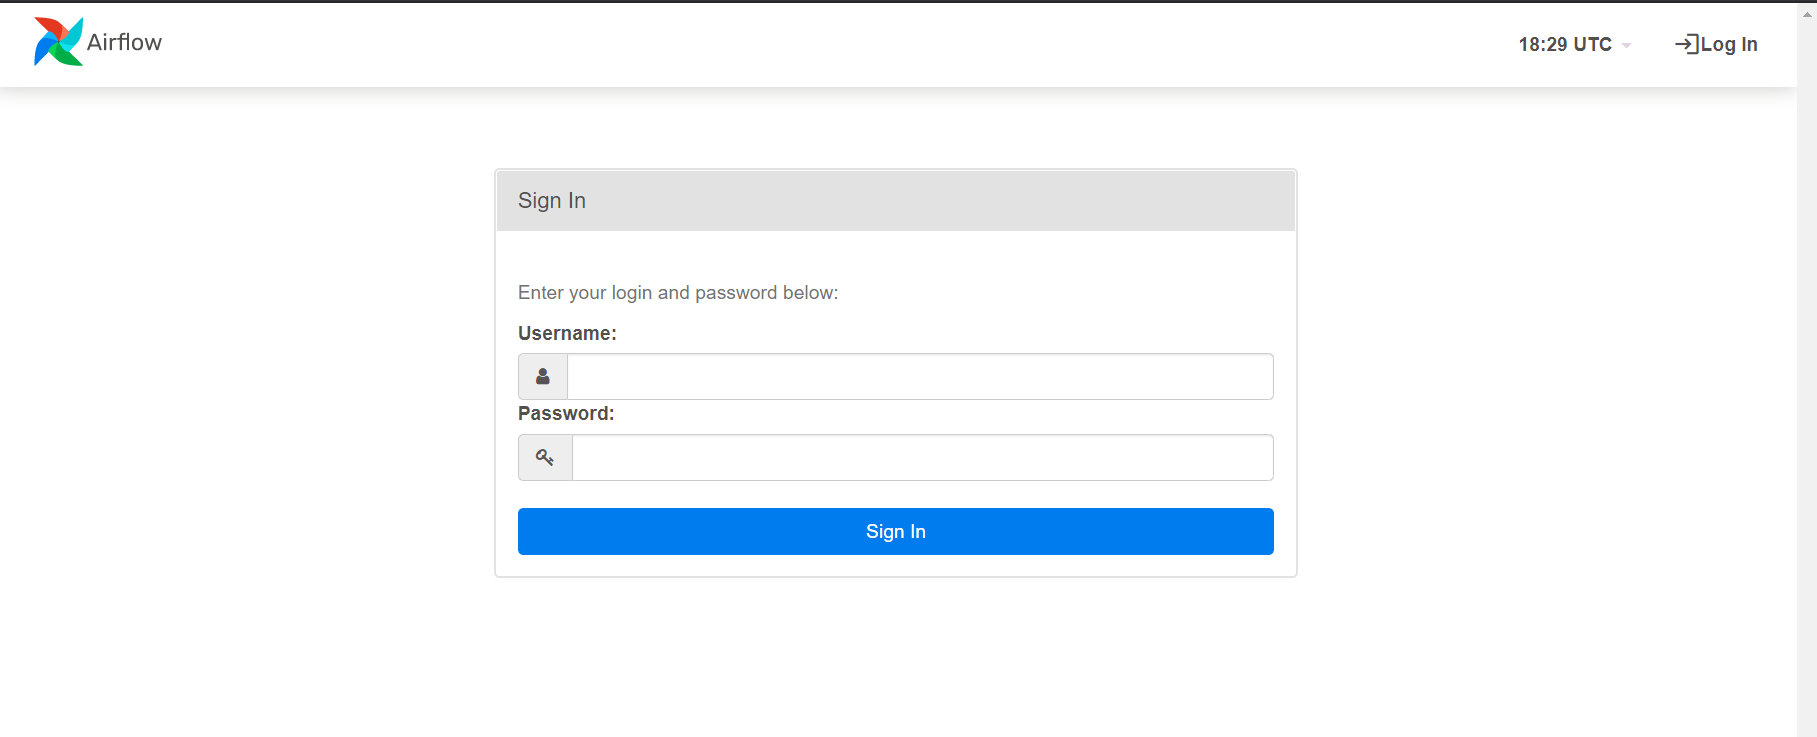 Airflow
18:29 UTC
Log In
Sign In
Enter your login and password below:
Username:
Password:
Sign In